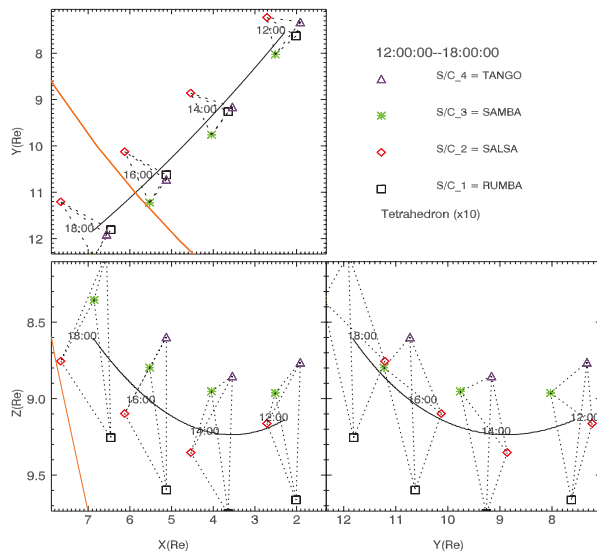 12:00:00--18:00:00
S/C_4 = TANGO
S/C_3 = SAMBA
S/C_2 = SALSA
S/C_1 = RUMBA
Tetrahedron (x10)
8
9
10
11
12
Y(Re)
12:00
14:00
16:00
18:00
8.5
9.0
9.5
Z(Re)
18:00
16:00
14:00
12:00
18:00
16:00
14:00
12:00
7 6 5 4 3 2
X(Re)
12 11 10 9 8
Y(Re)